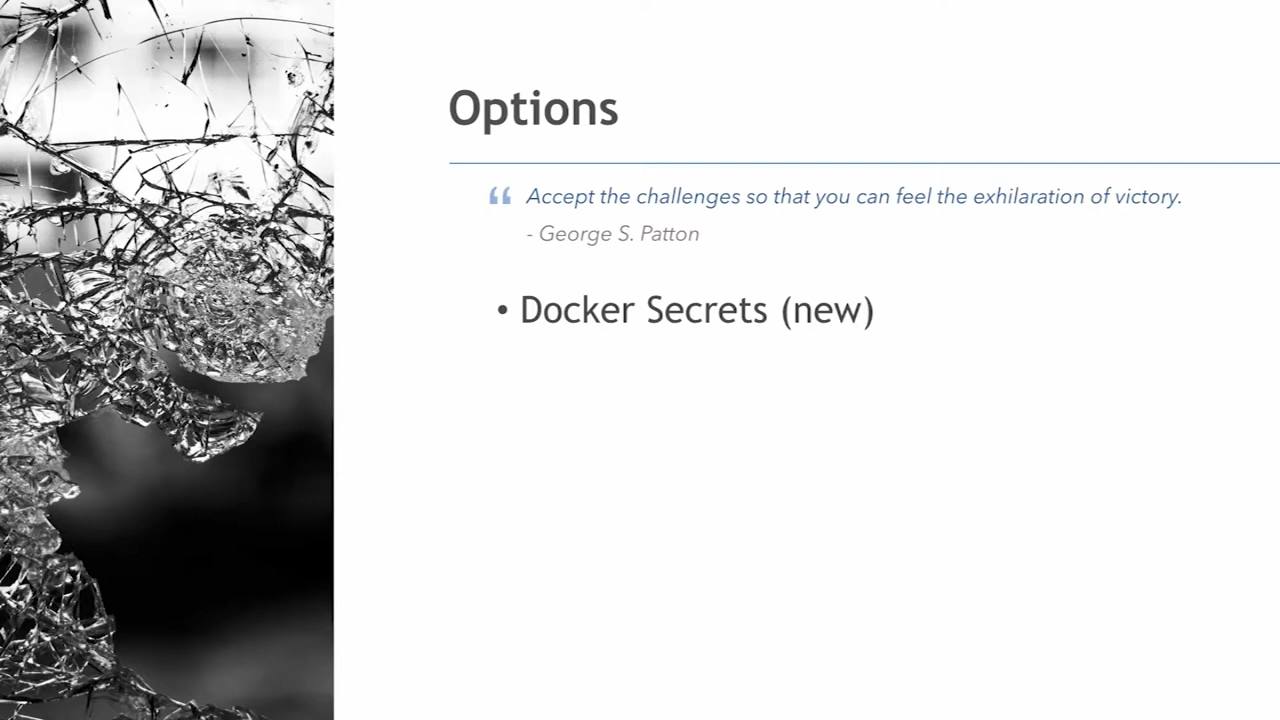 Options
“ Accept the challenges so that you can feel the exhilaration of victory.
- George S. Patton
• Docker Secrets (new)